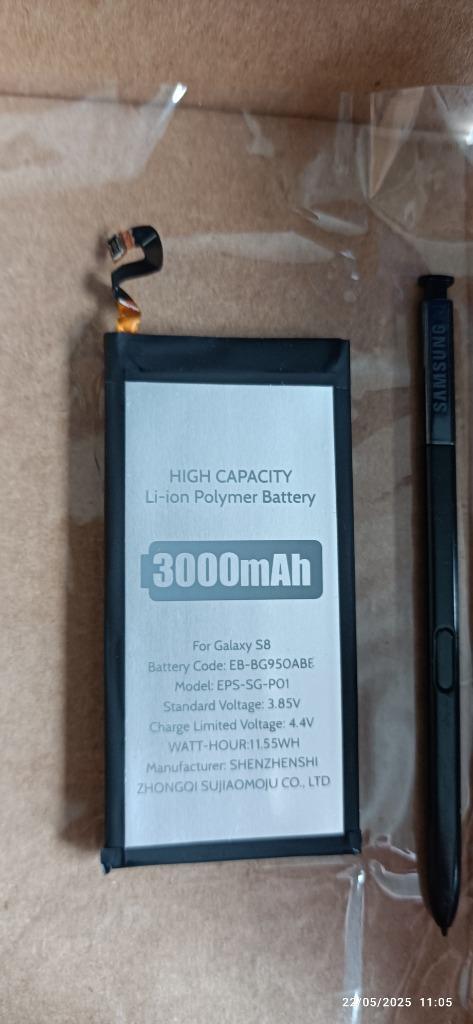 HIGH CAPACITY
Li-ion Polymer Battery
3000mAh
For Galaxy S8
Battery Code: EB-BG950ABE
Model: EPS-SG-P01
Standard Voltage: 3.85V
Charge Limited Voltage: 4.4V
WATT-HOUR:11.55WH
Manufacturer: SHENZHENSHI
ZHONGQI SUJIAOMOJU CO., LTD
SAMSUNG
22/05/2025 11:05